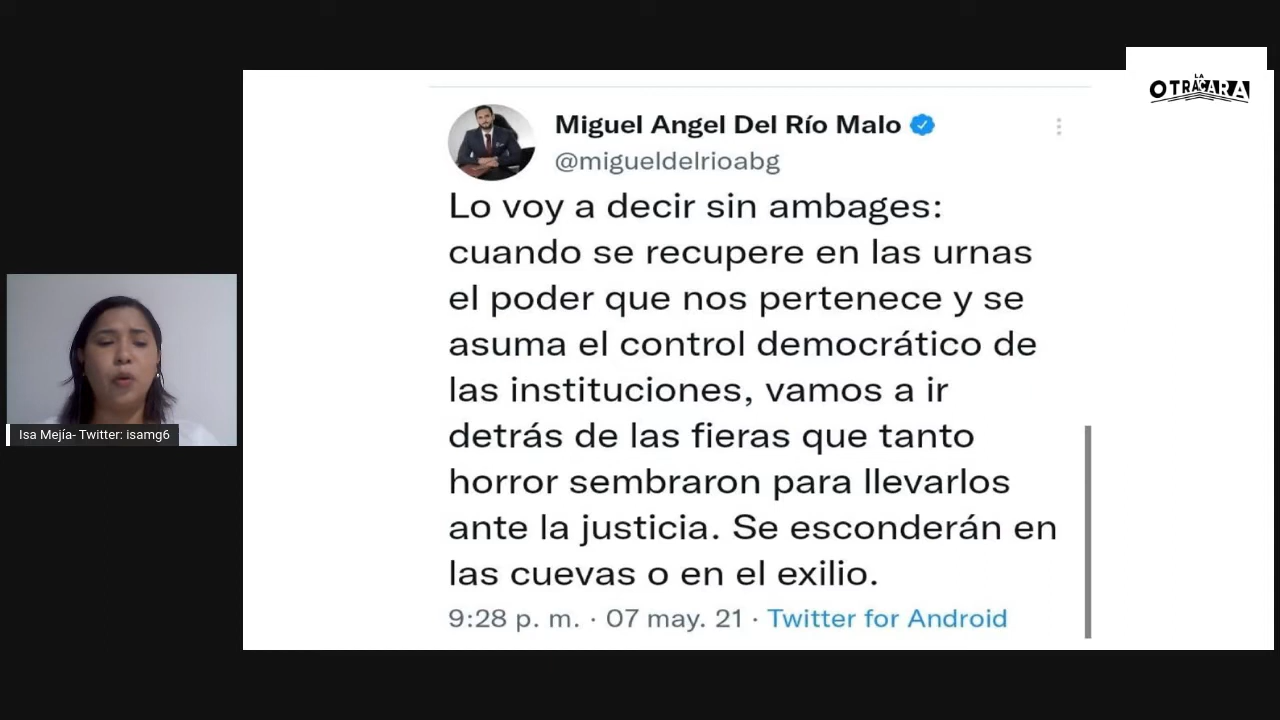 LA
OTRACARA
Miguel Angel Del Río Malo
@migueldelrioabg
Lo voy a decir sin ambages:
cuando se recupere en las urnas
el poder que nos pertenece y se
asuma el control democrático de
las instituciones, vamos a ir
detrás de las fieras que tanto
horror sembraron para llevarlos
ante la justicia. Se esconderán en
las cuevas o en el exilio.
9:28 p. m. · 07 may. 21 · Twitter for Android
Isa Mejía- Twitter: isamg6